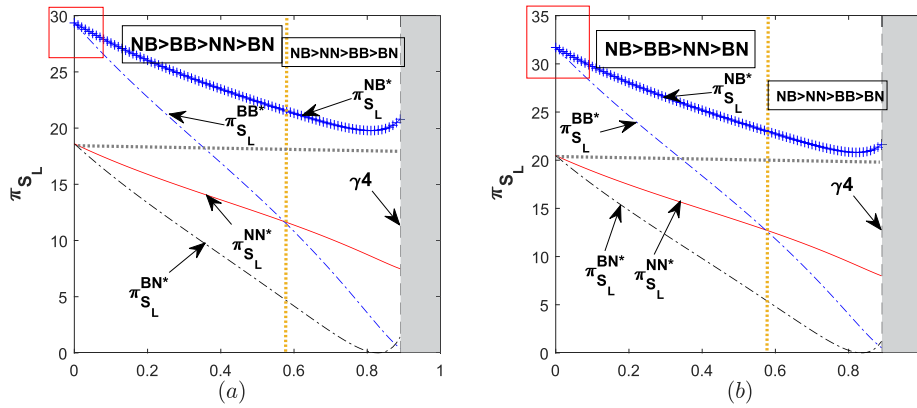 30
25
20
15
10
5
0
π_{S_L}
NB>BB>NN>BN
NB>NN>BB>BN
π_{S_L}^{NB*}
π_{S_L}^{BB*}
γ4
π_{S_L}^{NN*}
π_{S_L}^{BN*}
0 0.2 0.4 0.6 0.8 1
(a)
35
30
25
20
15
10
5
0
π_{S_L}
NB>BB>NN>BN
NB>NN>BB>BN
π_{S_L}^{NB*}
π_{S_L}^{BB*}
γ4
π_{S_L}^{BN*}
π_{S_L}^{NN*}
0 0.2 0.4 0.6 0.8
(b)